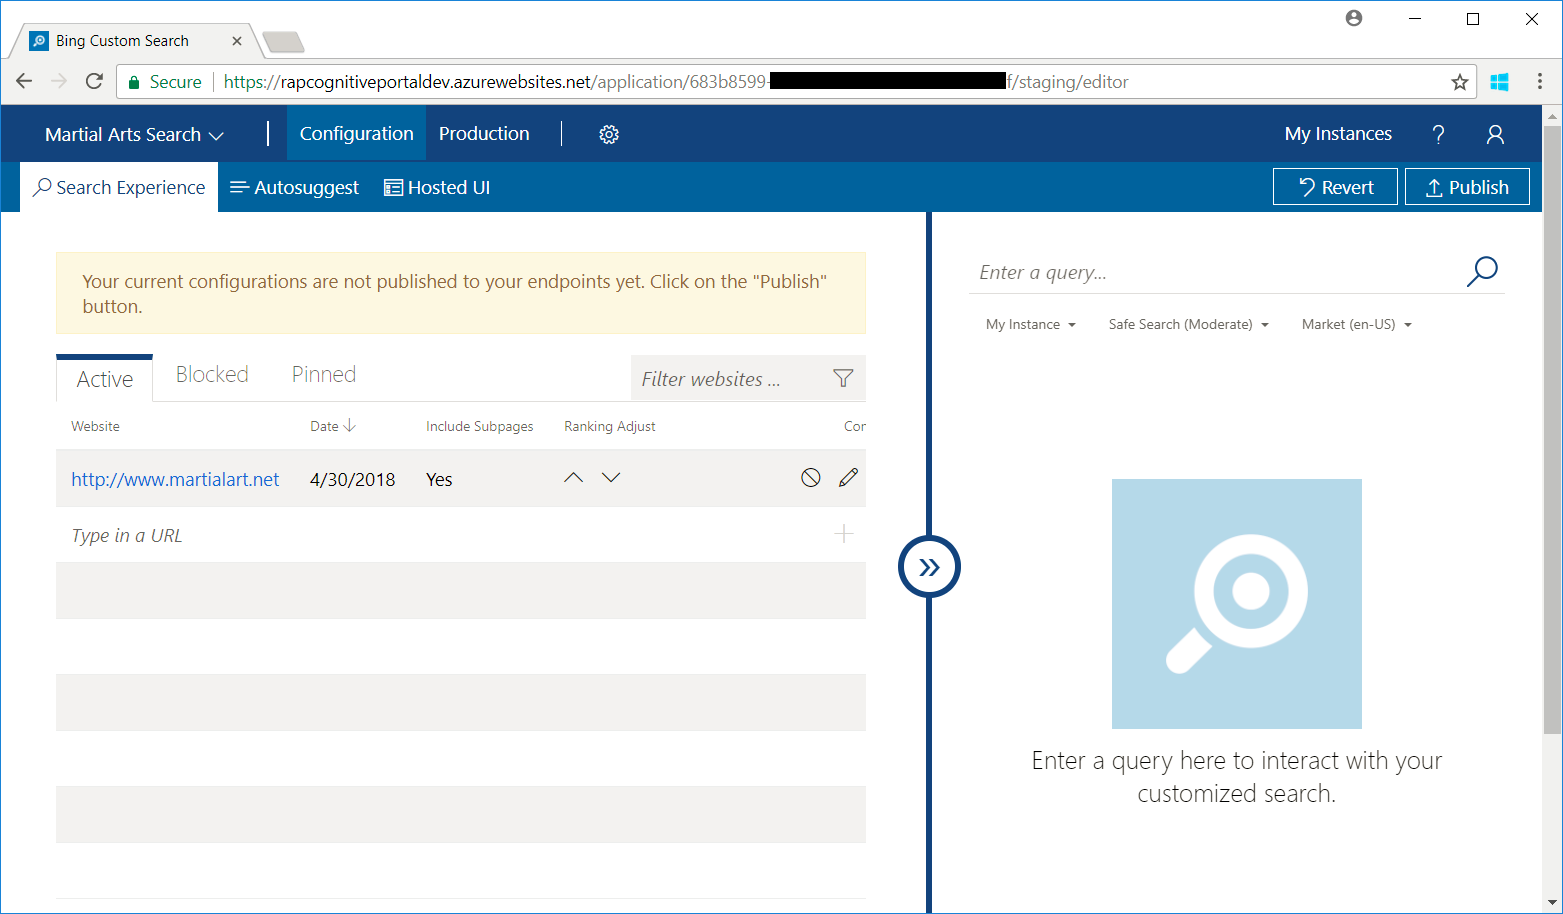 Bing Custom Search
Secure https://rapcognitiveportaldev.azurewebsites.net/application/683b8599- f/staging/editor
Martial Arts Search Configuration Production My Instances ?
Search Experience Autosuggest Hosted UI Revert Publish
Your current configurations are not published to your endpoints yet. Click on the "Publish"
button.
Enter a query...
My Instance Safe Search (Moderate) Market (en-US)
Active Blocked Pinned Filter websites ...
Website Date Include Subpages Ranking Adjust Con
http://www.martialart.net 4/30/2018 Yes
Type in a URL
Enter a query here to interact with your
customized search.